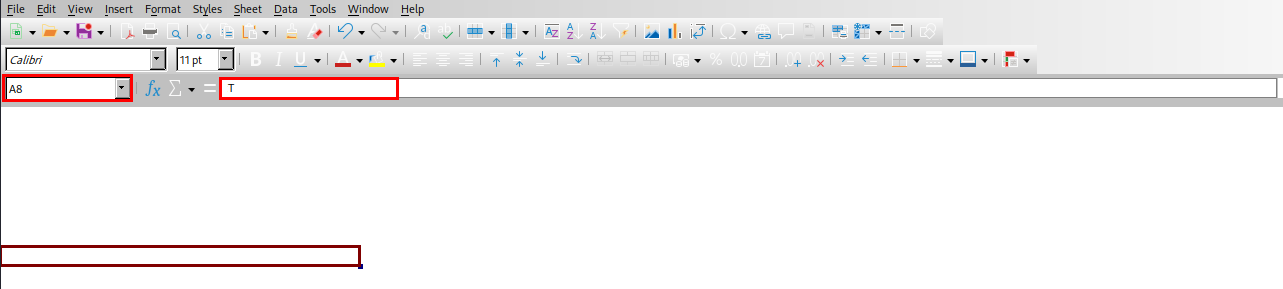 File Edit View Insert Format Styles Sheet Data Tools Window Help
Calibri 11 pt
A8 T